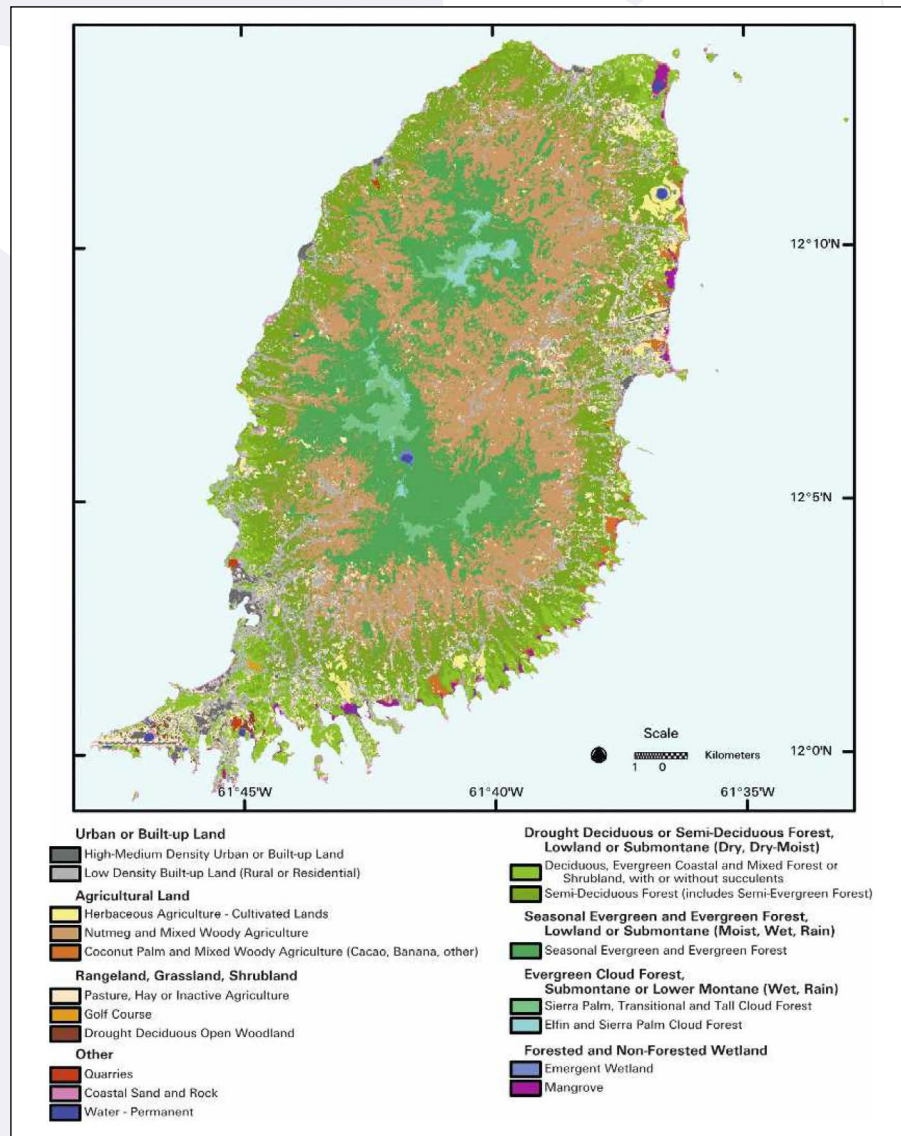 12°10'N
12°5'N
Scale
1 0 Kilometers
12°0'N
61°45'W 61°40'W 61°35'W
Urban or Built-up Land
High-Medium Density Urban or Built-up Land
Low Density Built-up Land (Rural or Residential)
Agricultural Land
Herbaceous Agriculture - Cultivated Lands
Nutmeg and Mixed Woody Agriculture
Coconut Palm and Mixed Woody Agriculture (Cacao, Banana, other)
Rangeland, Grassland, Shrubland
Pasture, Hay or Inactive Agriculture
Golf Course
Drought Deciduous Open Woodland
Other
Quarries
Coastal Sand and Rock
Water - Permanent
Drought Deciduous or Semi-Deciduous Forest,
Lowland or Submontane (Dry, Dry-Moist)
Deciduous, Evergreen Coastal and Mixed Forest or
Shrubland, with or without succulents
Semi-Deciduous Forest (includes Semi-Evergreen Forest)
Seasonal Evergreen and Evergreen Forest,
Lowland or Submontane (Moist, Wet, Rain)
Seasonal Evergreen and Evergreen Forest
Evergreen Cloud Forest,
Submontane or Lower Montane (Wet, Rain)
Sierra Palm, Transitional and Tall Cloud Forest
Elfin and Sierra Palm Cloud Forest
Forested and Non-Forested Wetland
Emergent Wetland
Mangrove